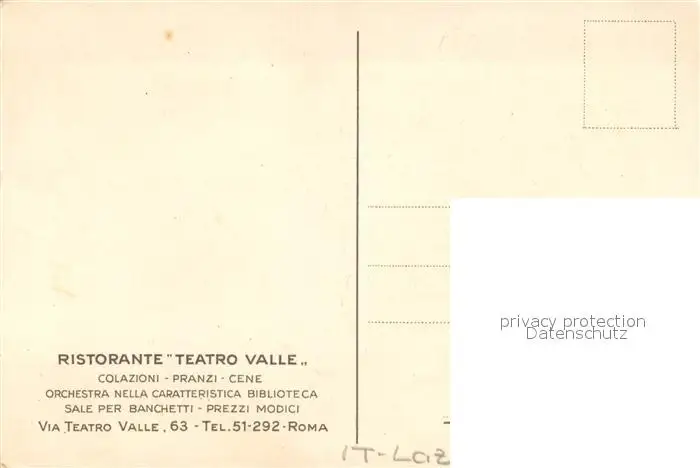 RISTORANTE "TEATRO VALLE„
COLAZIONI - PRANZI - CENE
ORCHESTRA NELLA CARATTERISTICA BIBLIOTECA
SALE PER BANCHETTI - PREZZI MODICI
VIA TEATRO VALLE, 63 - TEL. 51-292 - ROMA
privacy protection
Datenschutz
IT-Laz